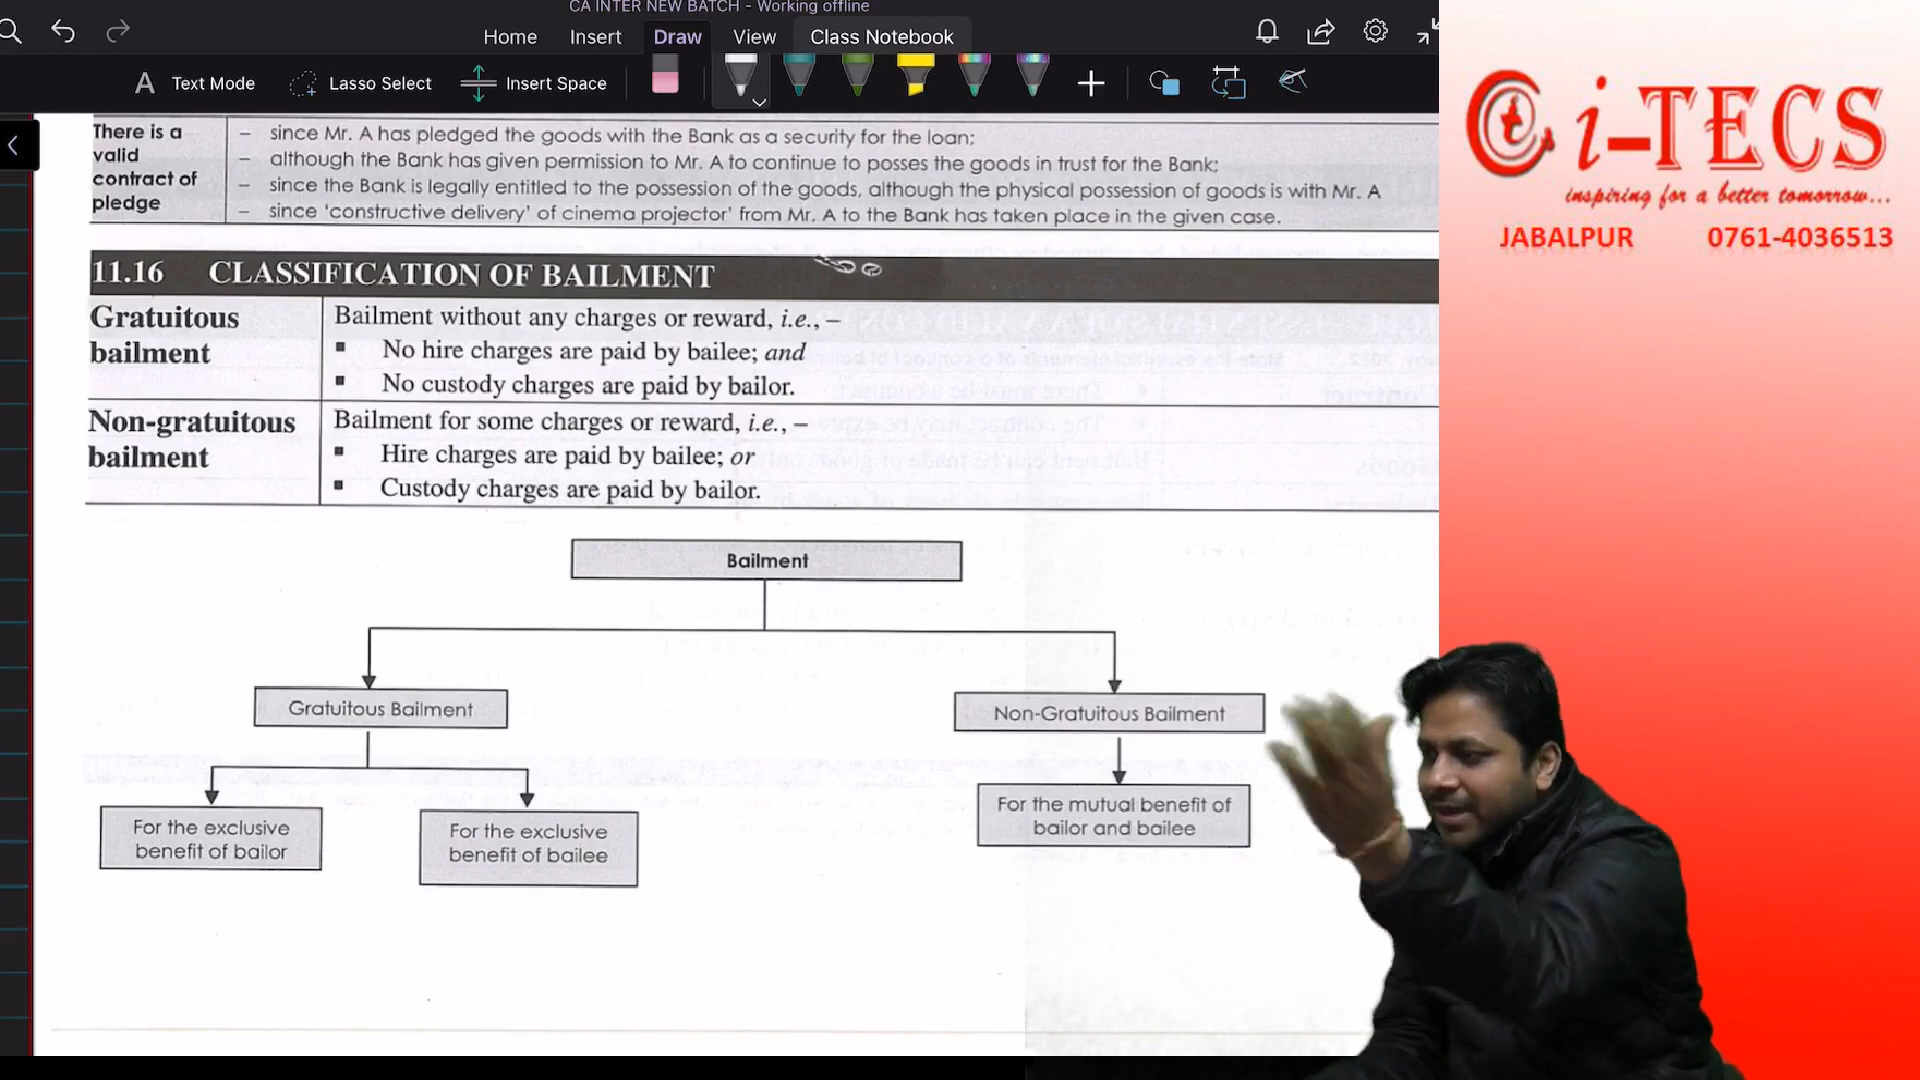 CA INTER NEW BATCH - Working offline
Home Insert Draw View Class Notebook
Text Mode Lasso Select Insert Space
i-TECS
inspiring for a better tomorrow...
JABALPUR 0761-4036513
There is a valid contract of pledge
– since Mr. A has pledged the goods with the Bank as a security for the loan;
– although the Bank has given permission to Mr. A to continue to posses the goods in trust for the Bank;
– since the Bank is legally entitled to the possession of the goods, although the physical possession of goods is with Mr. A
– since 'constructive delivery' of cinema projector' from Mr. A to the Bank has taken place in the given case.
11.16 CLASSIFICATION OF BAILMENT
Gratuitous bailment
Bailment without any charges or reward, i.e., –
▪ No hire charges are paid by bailee; and
▪ No custody charges are paid by bailor.
Non-gratuitous bailment
Bailment for some charges or reward, i.e., –
▪ Hire charges are paid by bailee; or
▪ Custody charges are paid by bailor.
Bailment
Gratuitous Bailment
Non-Gratuitous Bailment
For the exclusive
benefit of bailor
For the exclusive
benefit of bailee
For the mutual benefit of
bailor and bailee